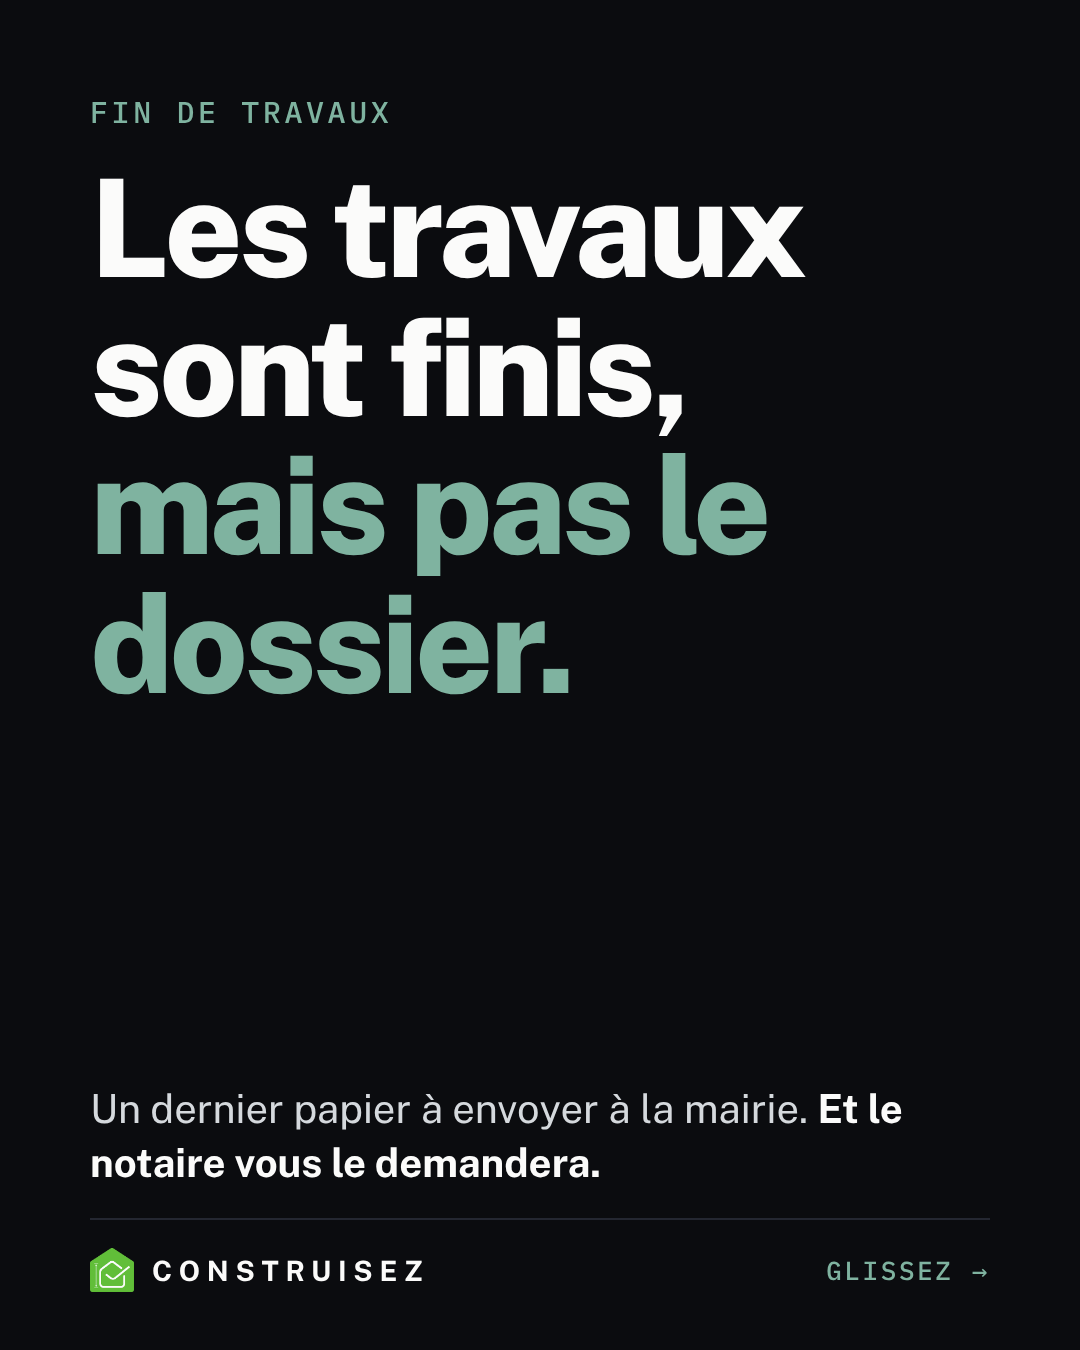 FIN DE TRAVAUX
Les travaux
sont finis,
mais pas le
dossier.
Un dernier papier à envoyer à la mairie. Et le
notaire vous le demandera.
CONSTRUISEZ
GLISSEZ →